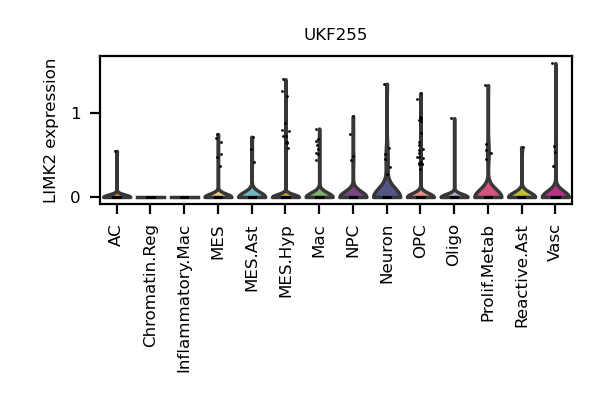 UKF255
LIMK2 expression
1
0
AC
Chromatin.Reg
Inflammatory.Mac
MES
MES.Ast
MES.Hyp
Mac
NPC
Neuron
OPC
Oligo
Prolif.Metab
Reactive.Ast
Vasc